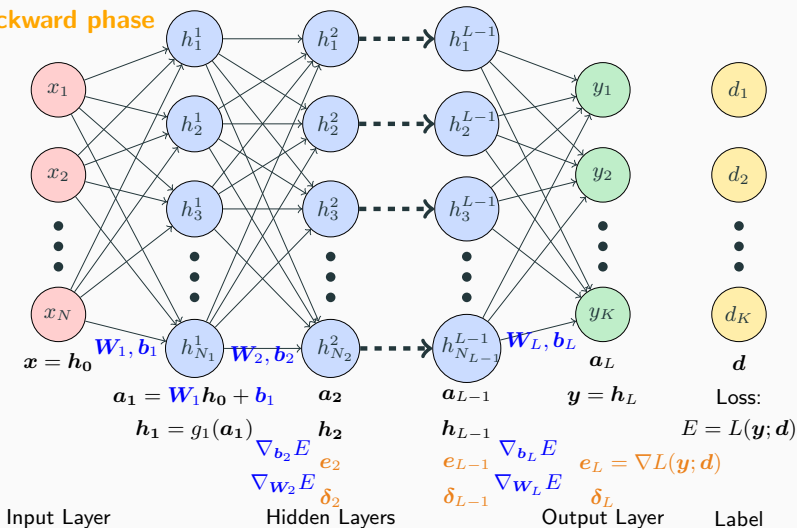 ckward phase
h_1^1 h_1^2 h_1^{L-1}
x_1 y_1 d_1
h_2^1 h_2^2 h_2^{L-1}
x_2 y_2 d_2
h_3^1 h_3^2 h_3^{L-1}
x_N y_K d_K
W_1, b_1 h_{N_1}^1 W_2, b_2 h_{N_2}^2 h_{N_{L-1}}^{L-1} W_L, b_L
x = h_0 a_L d
a_1 = W_1 h_0 + b_1 a_2 a_{L-1} y = h_L Loss:
h_1 = g_1(a_1) h_2 h_{L-1} E = L(y; d)
∇_{b_2} E e_2 e_{L-1} ∇_{b_L} E e_L = ∇L(y; d)
∇_{W_2} E δ_2 δ_{L-1} ∇_{W_L} E δ_L
Input Layer Hidden Layers Output Layer Label